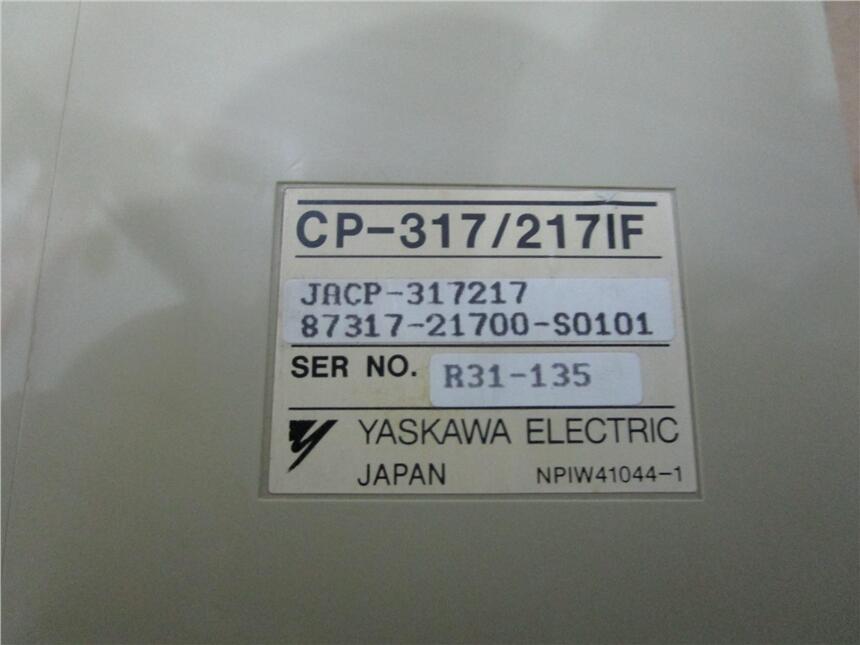 CP-317/217IF
JACP-317217
87317-21700-S0101
SER NO. R31-135
YASKAWA ELECTRIC
JAPAN NPIW41044-1